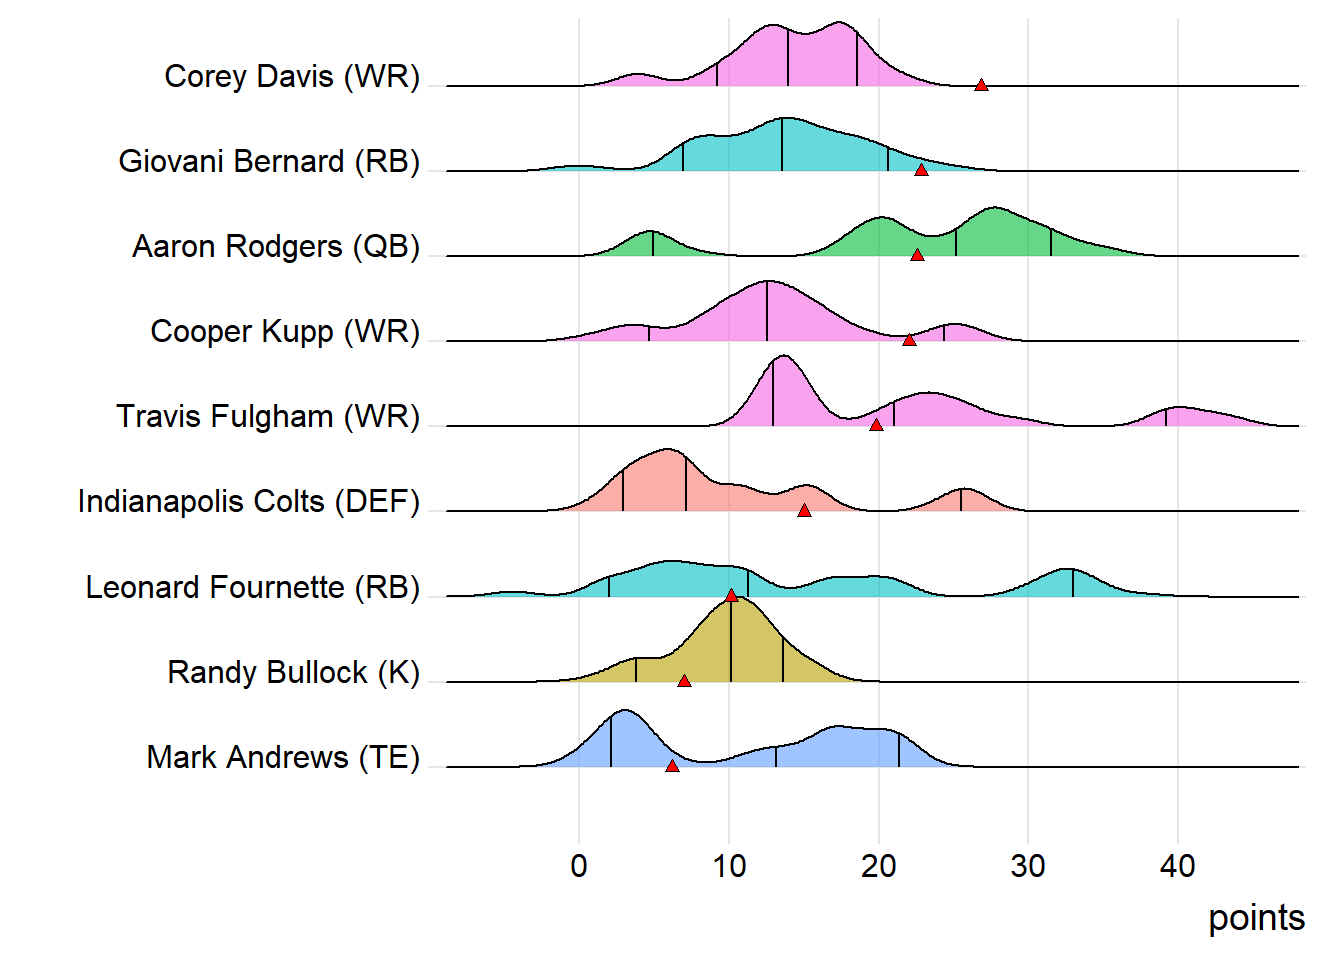 Corey Davis (WR)
Giovani Bernard (RB)
Aaron Rodgers (QB)
Cooper Kupp (WR)
Travis Fulgham (WR)
Indianapolis Colts (DEF)
Leonard Fournette (RB)
Randy Bullock (K)
Mark Andrews (TE)
0 10 20 30 40
points